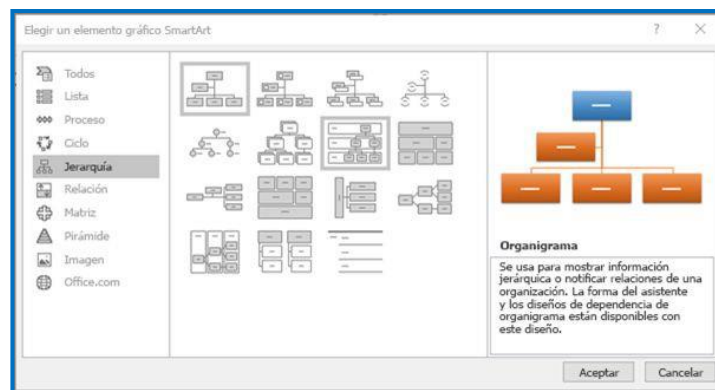 Elegir un elemento gráfico SmartArt
?
Todos
Lista
Proceso
Ciclo
Jerarquía
Relación
Matriz
Pirámide
Imagen
Office.com
Organigrama
Se usa para mostrar información
jerárquica o notificar relaciones de una
organización. La forma del asistente
y los diseños de dependencia de
organigrama están disponibles con
este diseño.
Aceptar
Cancelar